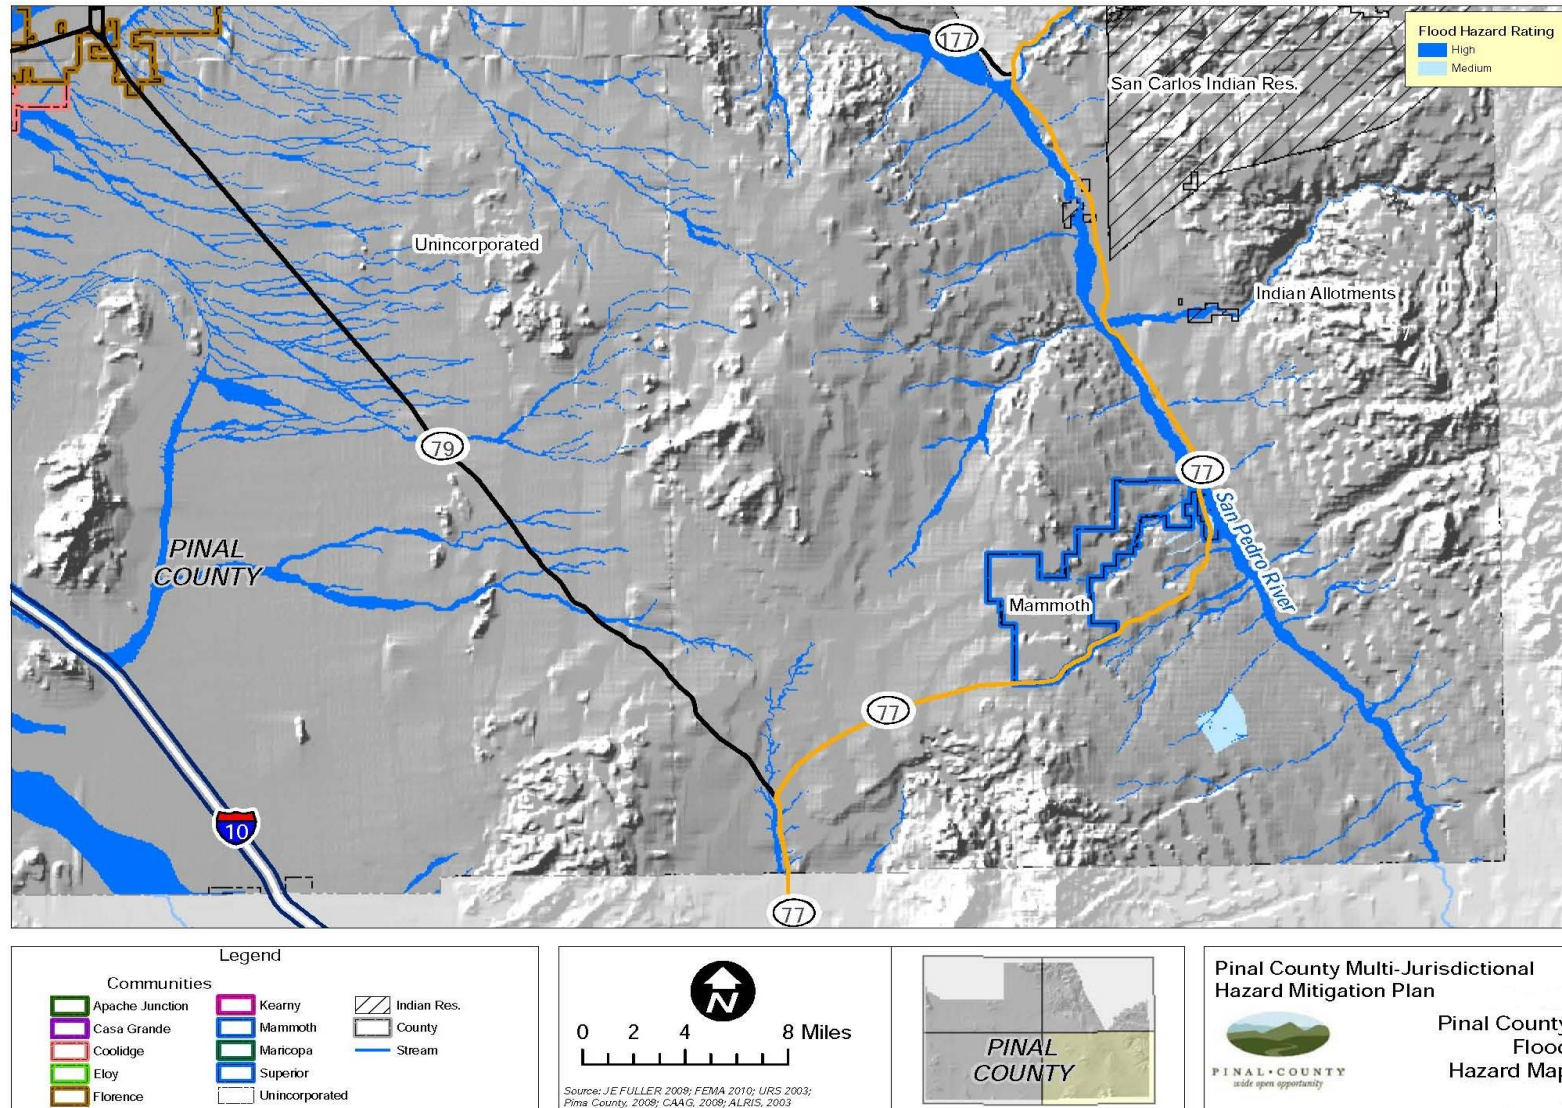 177
Flood Hazard Rating
High
Medium
San Carlos Indian Res.
Unincorporated
Indian Allotments
79
77
San Pedro River
PINAL
COUNTY
Mammoth
77
10
77
Legend
Communities
Apache Junction
Casa Grande
Coolidge
Eloy
Florence
Kearny
Mammoth
Maricopa
Superior
Unincorporated
Indian Res.
County
Stream
N
0 2 4 8 Miles
Source: JE FULLER 2009; FEMA 2010; URS 2003;
Pima County, 2009; CAAG, 2009; ALRIS, 2003
PINAL
COUNTY
Pinal County Multi-Jurisdictional
Hazard Mitigation Plan
PINAL • COUNTY
wide open opportunity
Pinal County
Flood
Hazard Map